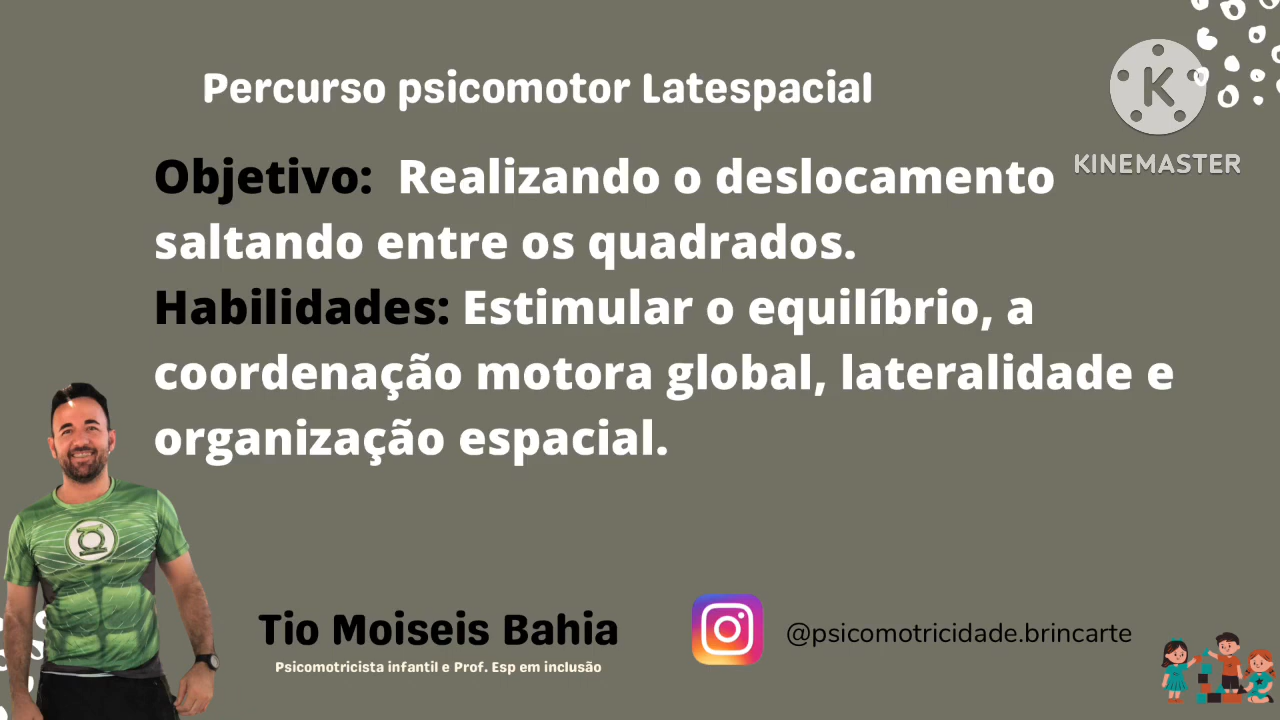 Percurso psicomotor Latespacial
KINEMASTER
Objetivo: Realizando o deslocamento
saltando entre os quadrados.
Habilidades: Estimular o equilíbrio, a
coordenação motora global, lateralidade e
organização espacial.
Tio Moiseis Bahia
Psicomotricista infantil e Prof. Esp em inclusão
@psicomotricidade.brincarte